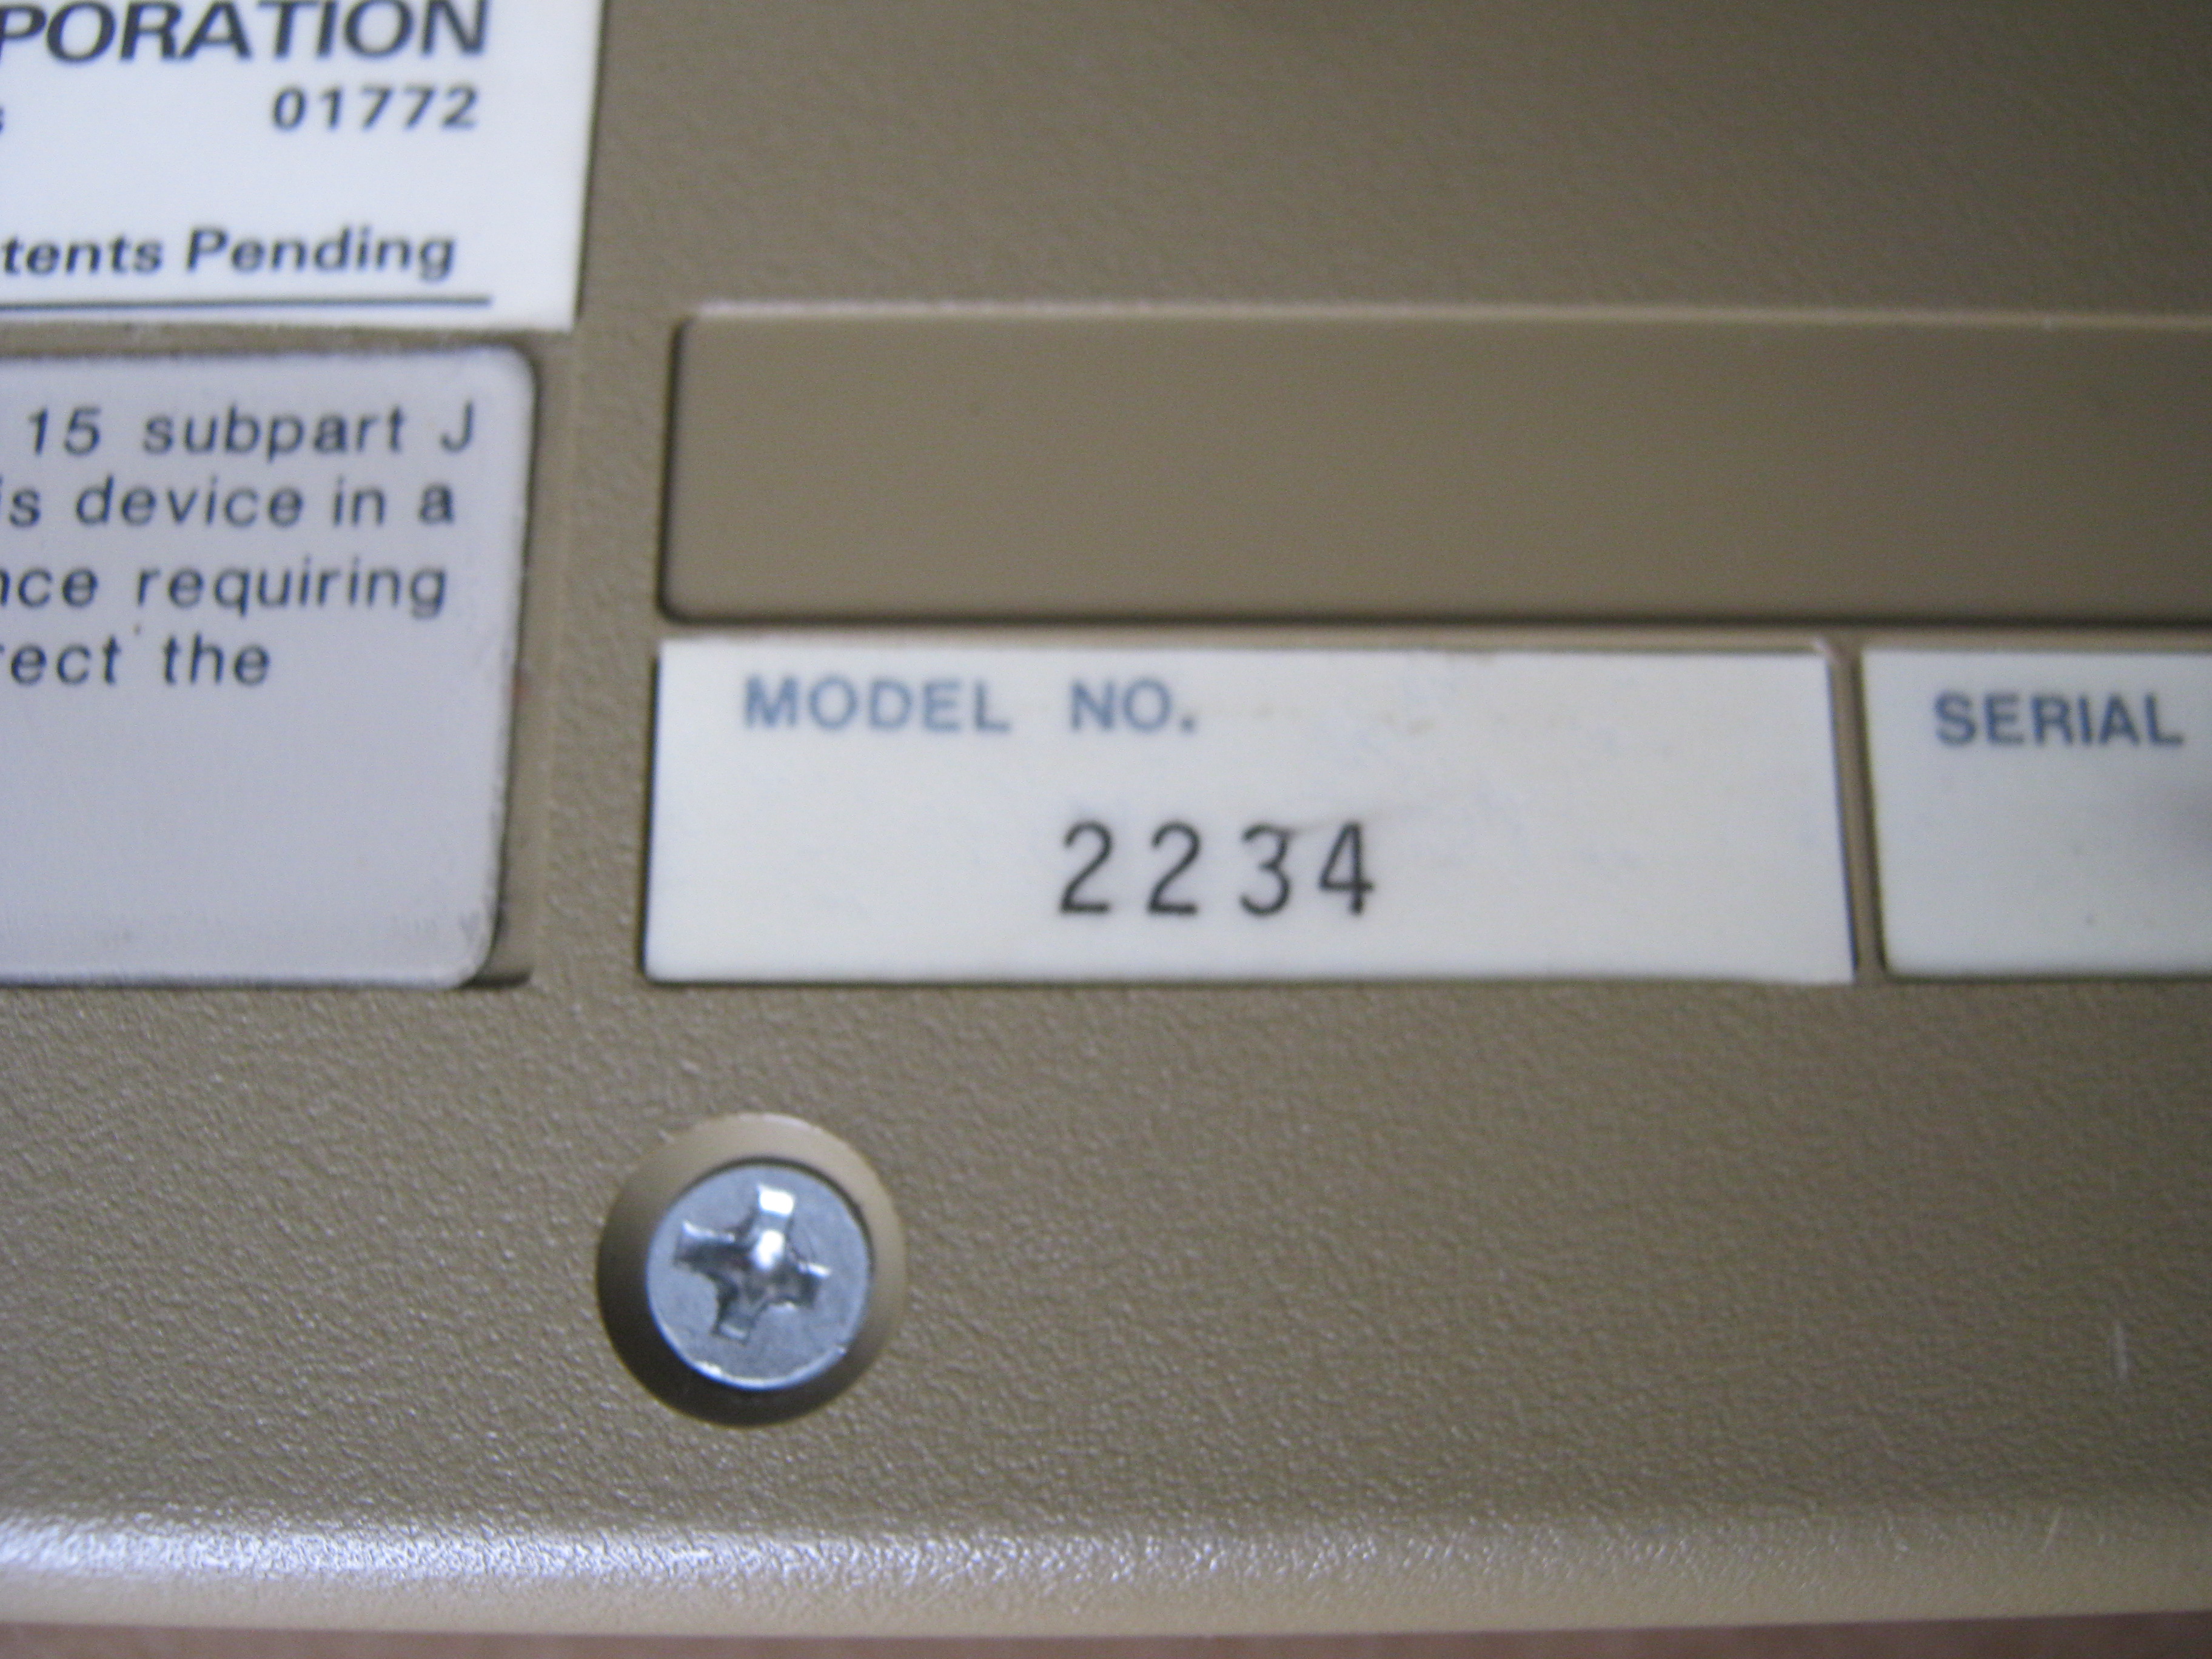 PORATION
s 01772
tents Pending
15 subpart J
is device in a
nce requiring
rect the
MODEL NO.
2234
SERIAL